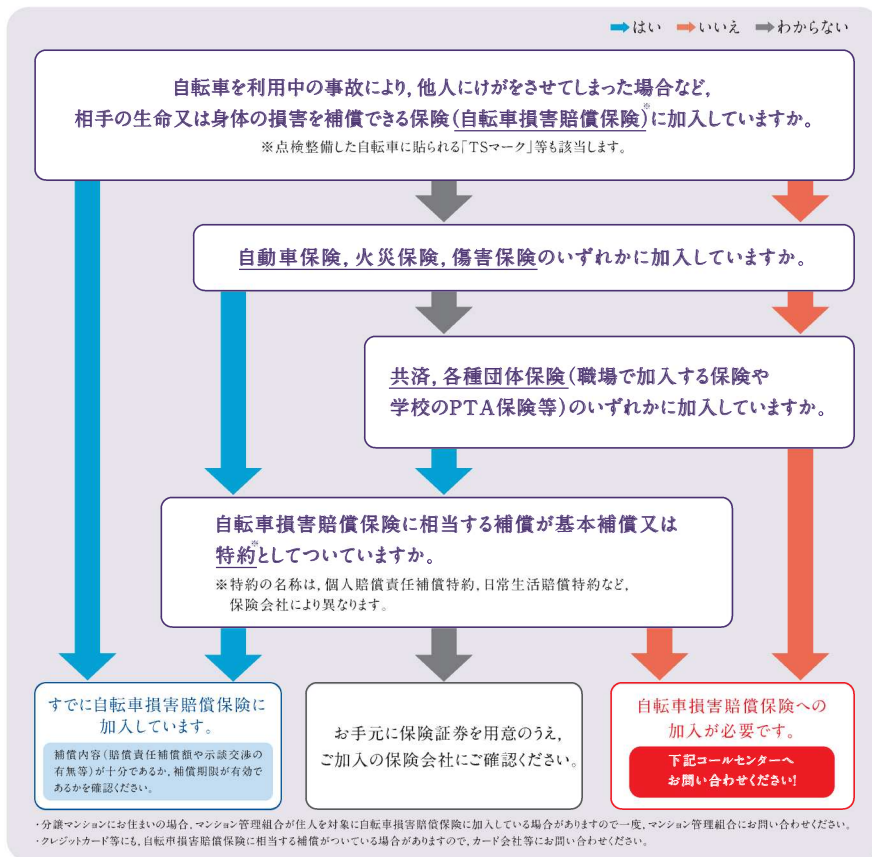 はい いいえ わからない
自転車を利用中の事故により，他人にけがをさせてしまった場合など，
相手の生命又は身体の損害を補償できる保険（自転車損害賠償保険）※に加入していますか。
※点検整備した自転車に貼られる「TSマーク」等も該当します。
自動車保険，火災保険，傷害保険のいずれかに加入していますか。
共済，各種団体保険（職場で加入する保険や
学校のPTA保険等）のいずれかに加入していますか。
自転車損害賠償保険に相当する補償が基本補償又は
特約※としてついていますか。
※特約の名称は，個人賠償責任補償特約，日常生活賠償特約など，
保険会社により異なります。
すでに自転車損害賠償保険に
加入しています。
補償内容（賠償責任補償額や示談交渉の
有無等）が十分であるか，補償期限が有効で
あるかを確認ください。
お手元に保険証券を用意のうえ，
ご加入の保険会社にご確認ください。
自転車損害賠償保険への
加入が必要です。
下記コールセンターへ
お問い合わせください！
・分譲マンションにお住まいの場合，マンション管理組合が住人を対象に自転車損害賠償保険に加入している場合がありますので一度，マンション管理組合にお問い合わせください。
・クレジットカード等にも，自転車損害賠償保険に相当する補償がついている場合がありますので，カード会社等にお問い合わせください。